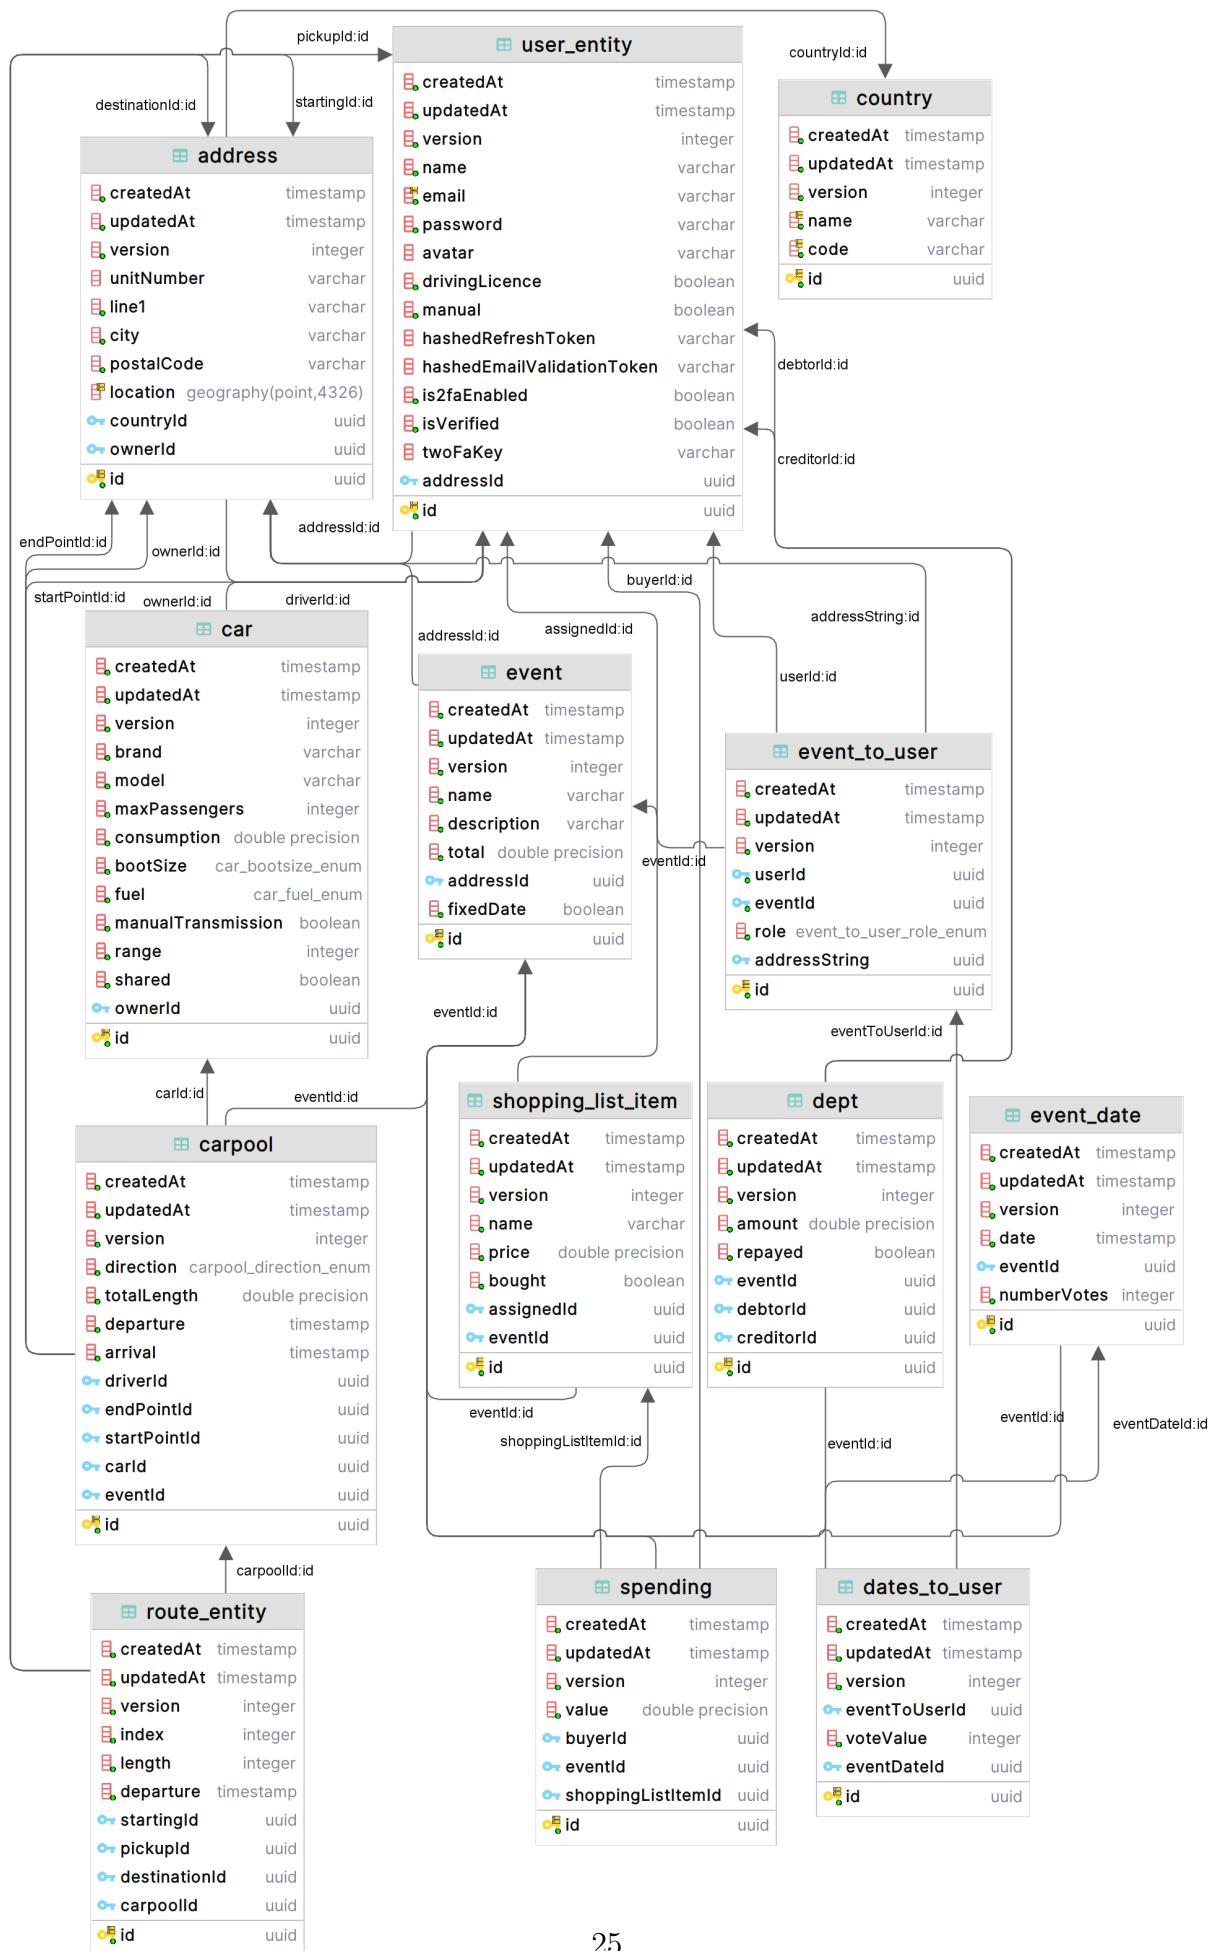 pickupId:id
destinationId:id
startingId:id
countryId:id
address
createdAt timestamp
updatedAt timestamp
version integer
unitNumber varchar
line1 varchar
city varchar
postalCode varchar
location geography(point,4326)
countryId uuid
ownerId uuid
id uuid
user_entity
createdAt timestamp
updatedAt timestamp
version integer
name varchar
email varchar
password varchar
avatar varchar
drivingLicence boolean
manual boolean
hashedRefreshToken varchar
hashedEmailValidationToken varchar
is2faEnabled boolean
isVerified boolean
twoFaKey varchar
addressId uuid
id uuid
country
createdAt timestamp
updatedAt timestamp
version integer
name varchar
code varchar
id uuid
debtorId:id
creditorId:id
endPointId:id
ownerId:id
addressId:id
startPointId:id
ownerId:id
driverId:id
addressId:id
assignedId:id
buyerId:id
userId:id
addressString:id
car
createdAt timestamp
updatedAt timestamp
version integer
brand varchar
model varchar
maxPassengers integer
consumption double precision
bootSize car_bootsize_enum
fuel car_fuel_enum
manualTransmission boolean
range integer
shared boolean
ownerId uuid
id uuid
event
createdAt timestamp
updatedAt timestamp
version integer
name varchar
description varchar
total double precision
addressId uuid
fixedDate boolean
id uuid
eventId:id
event_to_user
createdAt timestamp
updatedAt timestamp
version integer
userId uuid
eventId uuid
role event_to_user_role_enum
addressString uuid
id uuid
eventId:id
eventToUserId:id
carId:id
eventId:id
carpool
createdAt timestamp
updatedAt timestamp
version integer
direction carpool_direction_enum
totalLength double precision
departure timestamp
arrival timestamp
driverId uuid
endPointId uuid
startPointId uuid
carId uuid
eventId uuid
id uuid
shopping_list_item
createdAt timestamp
updatedAt timestamp
version integer
name varchar
price double precision
bought boolean
assignedId uuid
eventId uuid
id uuid
dept
createdAt timestamp
updatedAt timestamp
version integer
amount double precision
repayed boolean
eventId uuid
debtorId uuid
creditorId uuid
id uuid
event_date
createdAt timestamp
updatedAt timestamp
version integer
date timestamp
eventId uuid
numberVotes integer
id uuid
eventId:id
shoppingListItemId:id
eventId:id
eventId:id
eventDateId:id
carpoolId:id
route_entity
createdAt timestamp
updatedAt timestamp
version integer
index integer
length integer
departure timestamp
startingId uuid
pickupId uuid
destinationId uuid
carpoolId uuid
id uuid
spending
createdAt timestamp
updatedAt timestamp
version integer
value double precision
buyerId uuid
eventId uuid
shoppingListItemId uuid
id uuid
dates_to_user
createdAt timestamp
updatedAt timestamp
version integer
eventToUserId uuid
voteValue integer
eventDateId uuid
id uuid
25